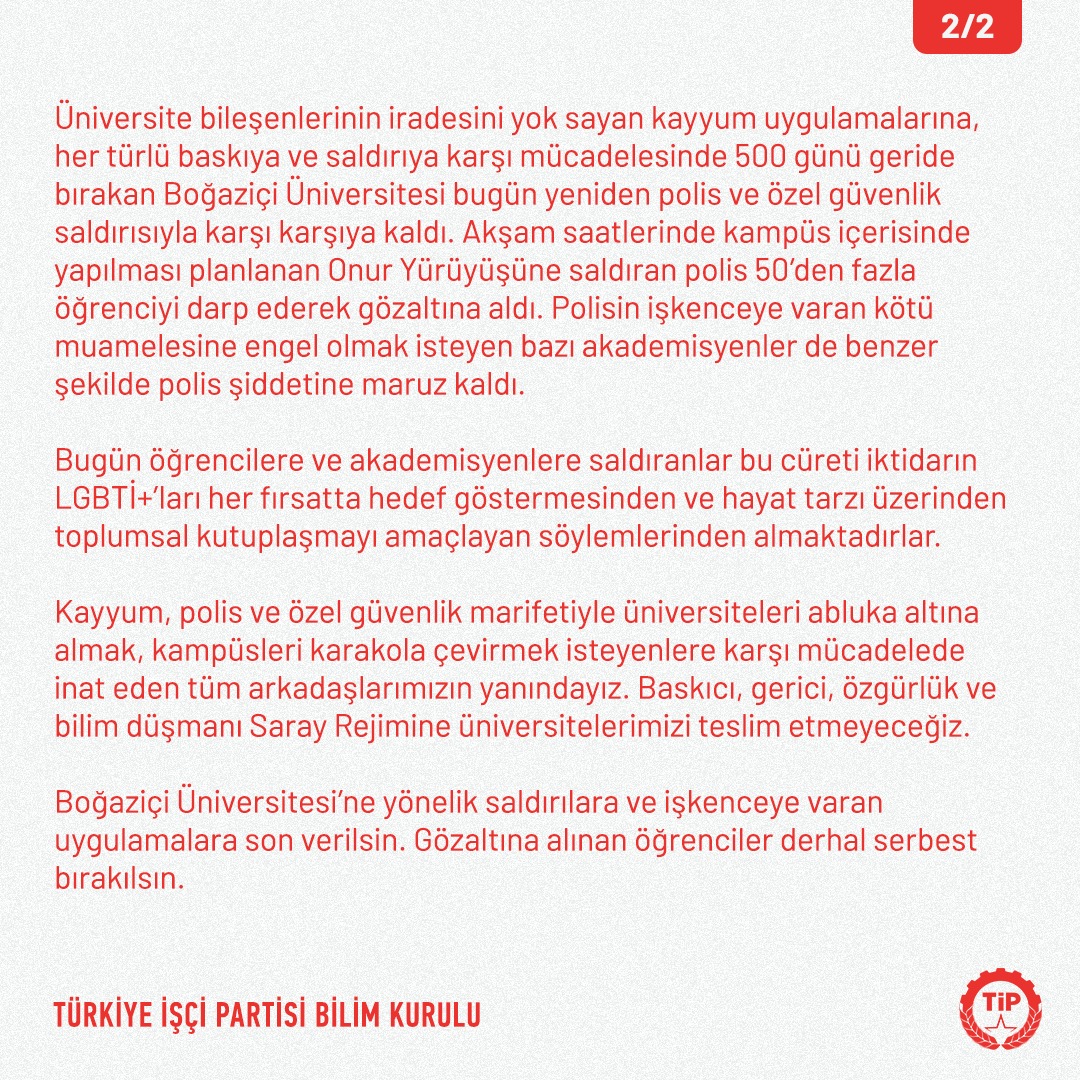 2/2
Üniversite bileşenlerinin iradesini yok sayan kayyum uygulamalarına,
her türlü baskıya ve saldırıya karşı mücadelesinde 500 günü geride
bırakan Boğaziçi Üniversitesi bugün yeniden polis ve özel güvenlik
saldırısıyla karşı karşıya kaldı. Akşam saatlerinde kampüs içerisinde
yapılması planlanan Onur Yürüyüşüne saldıran polis 50’den fazla
öğrenciyi darp ederek gözaltına aldı. Polisin işkenceye varan kötü
muamelesine engel olmak isteyen bazı akademisyenler de benzer
şekilde polis şiddetine maruz kaldı.
Bugün öğrencilere ve akademisyenlere saldıranlar bu cüreti iktidarın
LGBTİ+’ları her fırsatta hedef göstermesinden ve hayat tarzı üzerinden
toplumsal kutuplaşmayı amaçlayan söylemlerinden almaktadırlar.
Kayyum, polis ve özel güvenlik marifetiyle üniversiteleri abluka altına
almak, kampüsleri karakola çevirmek isteyenlere karşı mücadelede
inat eden tüm arkadaşlarımızın yanındayız. Baskıcı, gerici, özgürlük ve
bilim düşmanı Saray Rejimine üniversitelerimizi teslim etmeyeceğiz.
Boğaziçi Üniversitesi’ne yönelik saldırılara ve işkenceye varan
uygulamalara son verilsin. Gözaltına alınan öğrenciler derhal serbest
bırakılsın.
TÜRKİYE İŞÇİ PARTİSİ BİLİM KURULU
TİP